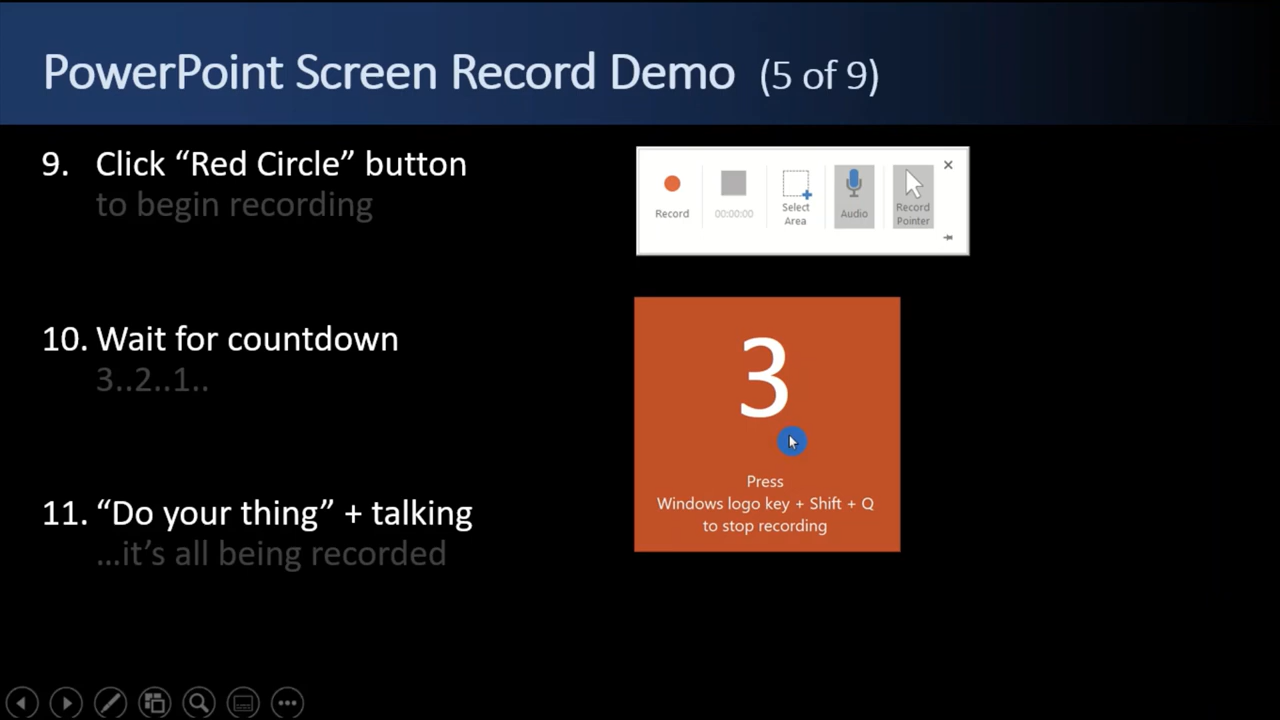 PowerPoint Screen Record Demo (5 of 9)
9. Click “Red Circle” button
to begin recording
Record
00:00:00
Select
Area
Audio
Record
Pointer
10. Wait for countdown
3..2..1..
3
Press
Windows logo key + Shift + Q
to stop recording
11. “Do your thing” + talking
...it’s all being recorded